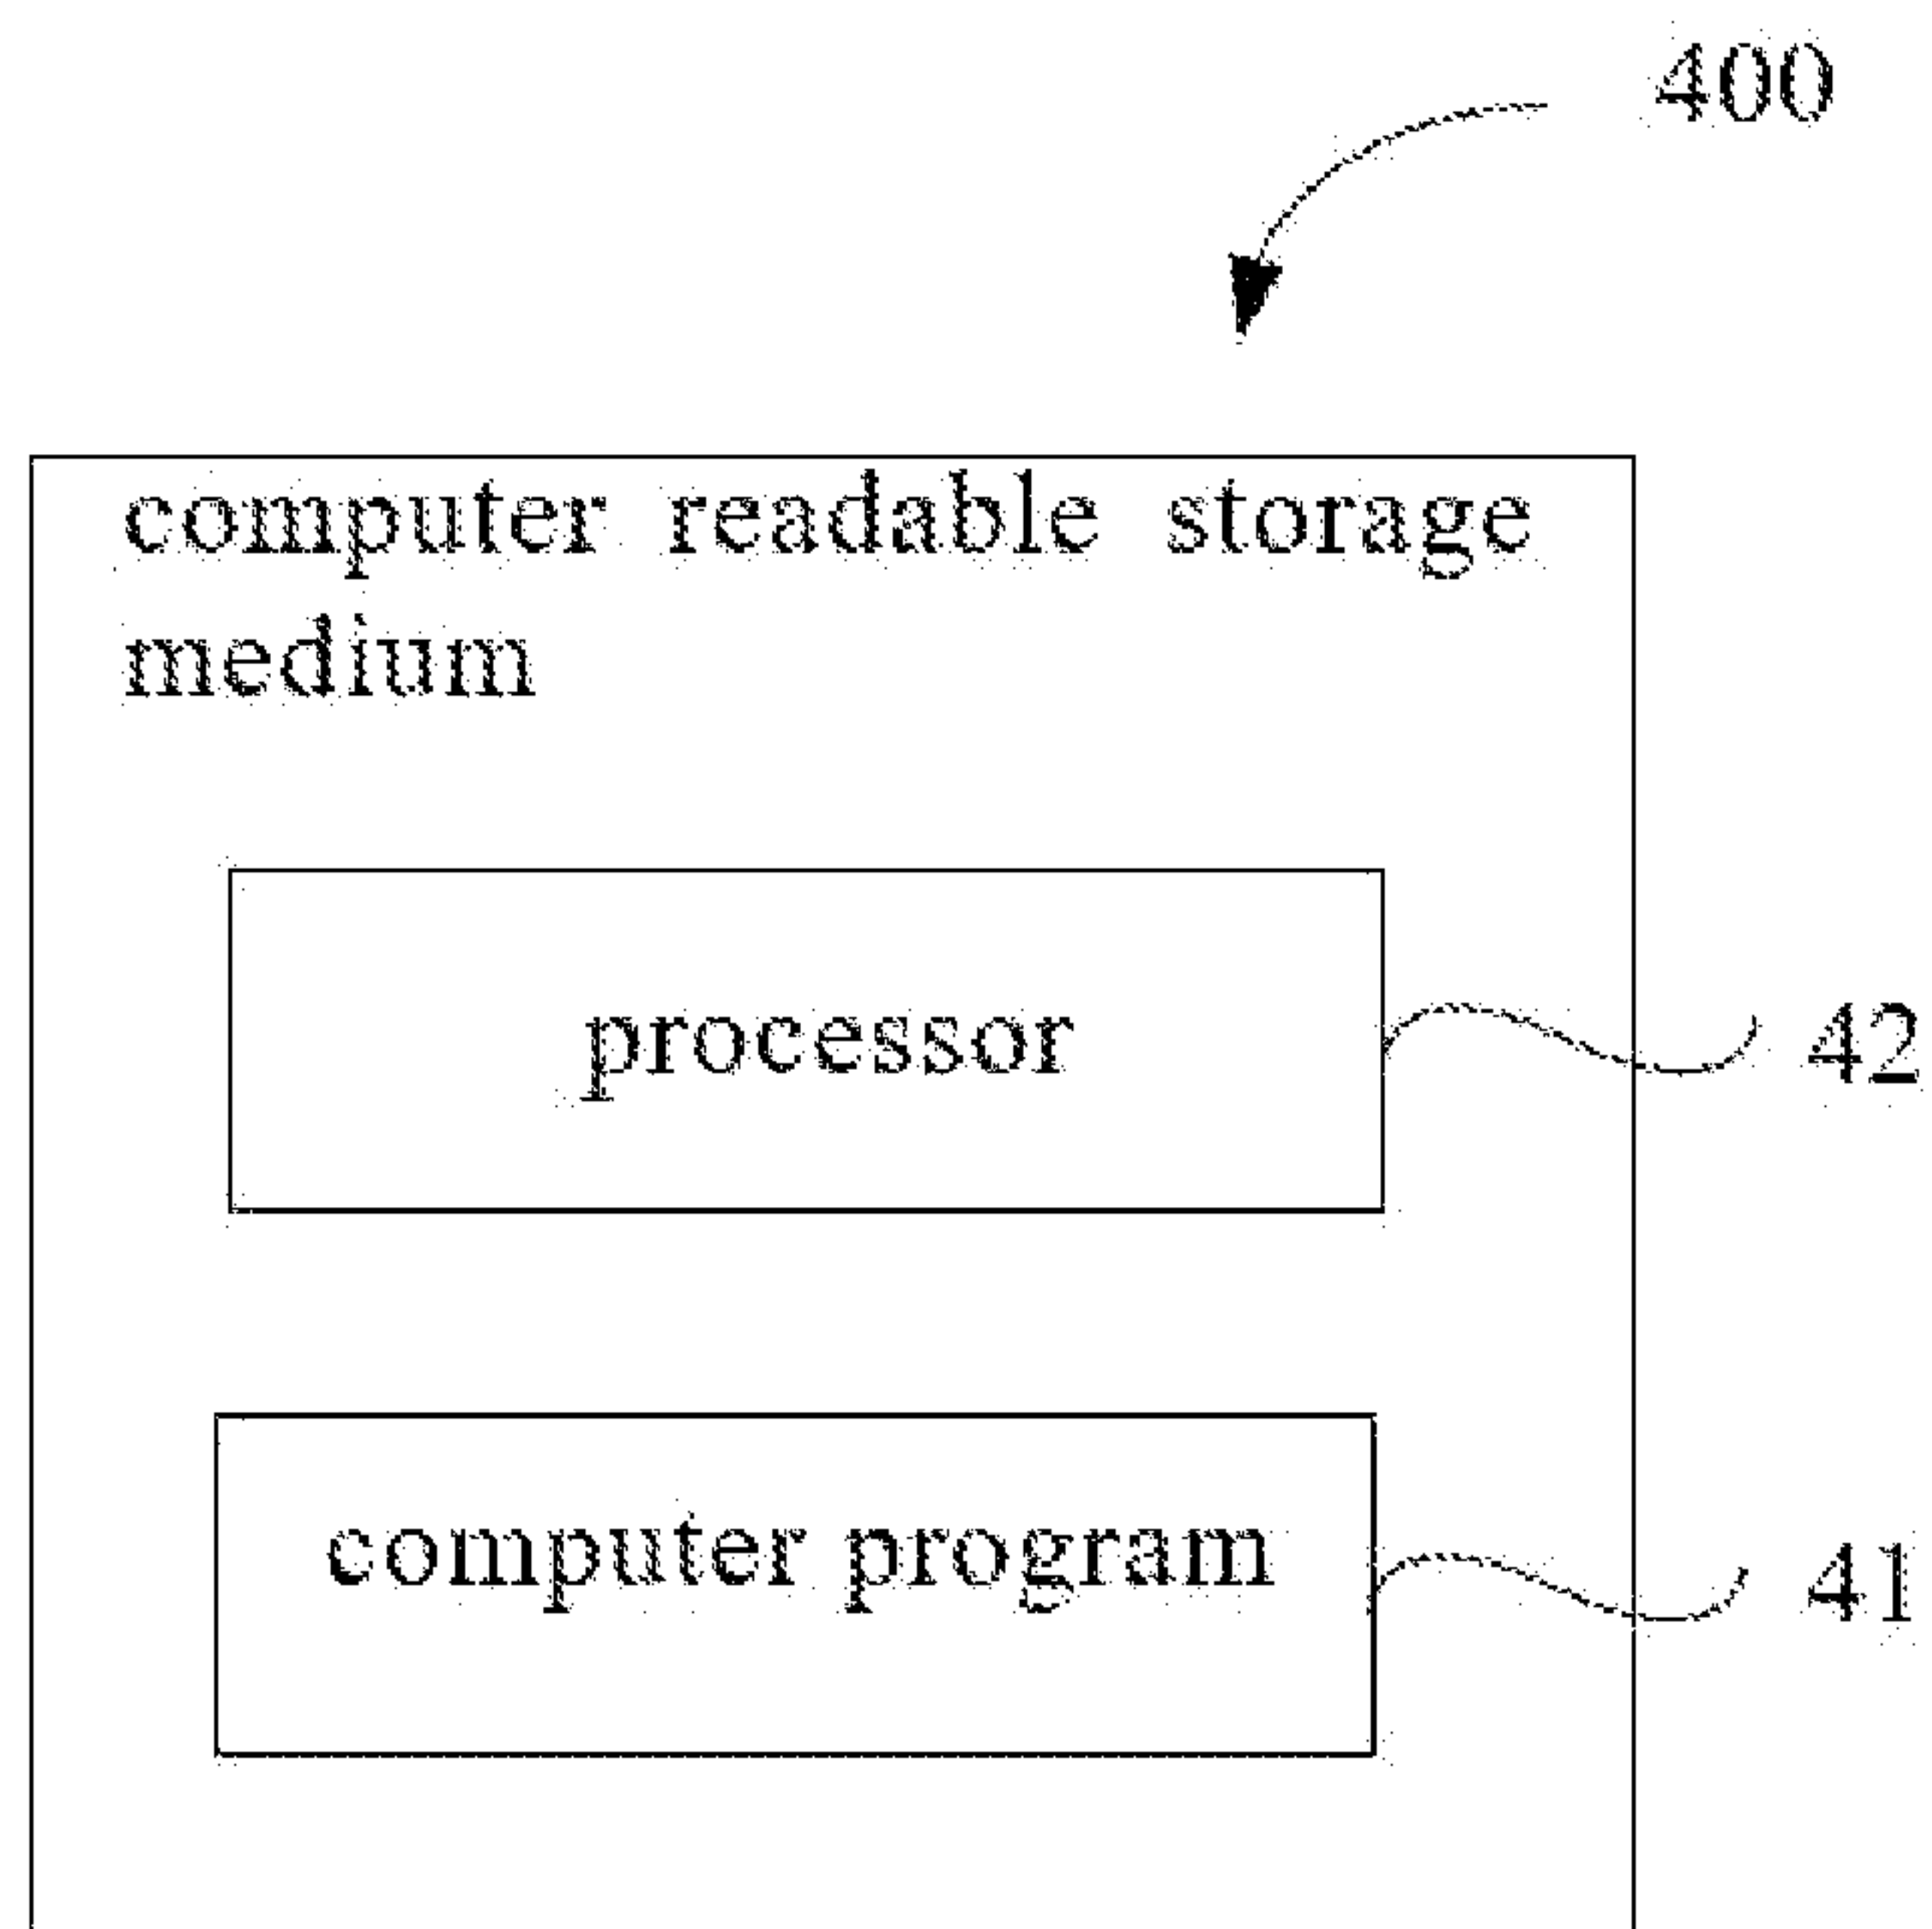 400
computer readable storage
medium
processor
42
computer program
41